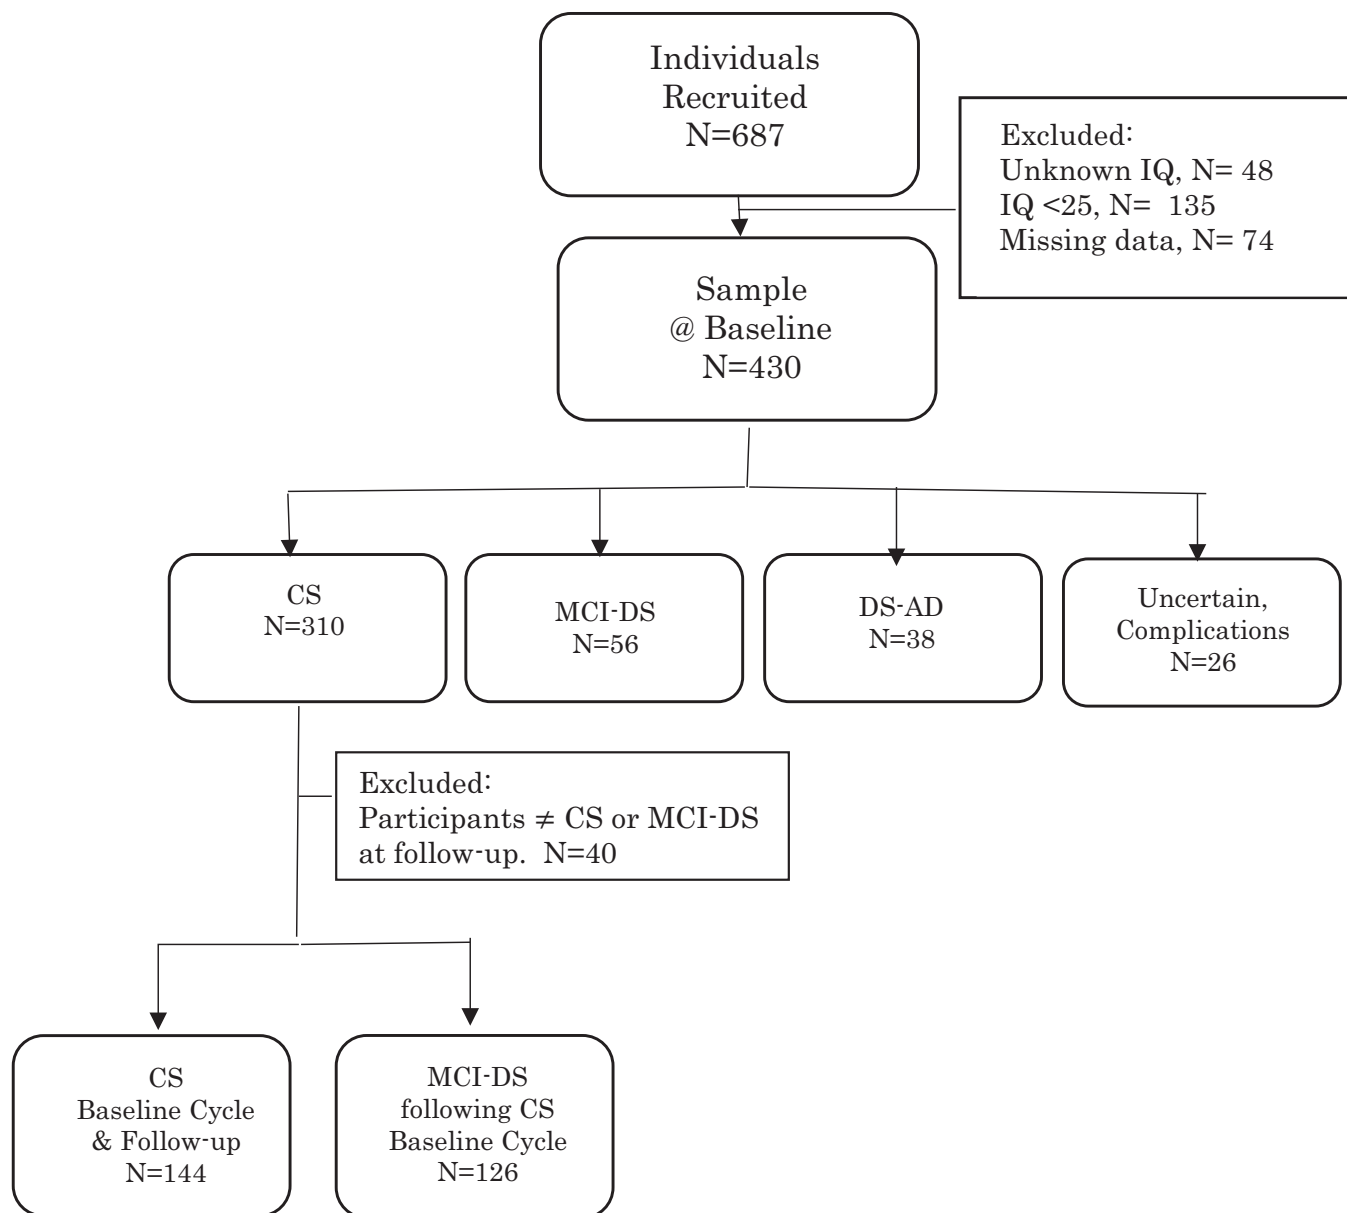 Individuals
Recruited
N=687
Excluded:
Unknown IQ, N= 48
IQ <25, N=  135
Missing data, N= 74
Sample
@ Baseline
N=430
CS
N=310
MCI-DS
N=56
DS-AD
N=38
Uncertain,
Complications
N=26
Excluded:
Participants ≠ CS or MCI-DS
at follow-up.  N=40
CS
Baseline Cycle
& Follow-up
N=144
MCI-DS
following CS
Baseline Cycle
N=126